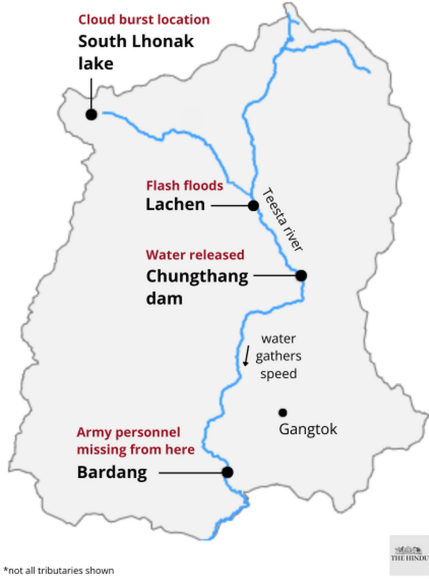 Cloud burst location
South Lhonak
lake
Flash floods
Lachen
Teesta river
Water released
Chungthang
dam
water
gathers
speed
Gangtok
Army personnel
missing from here
Bardang
THE HINDU
*not all tributaries shown